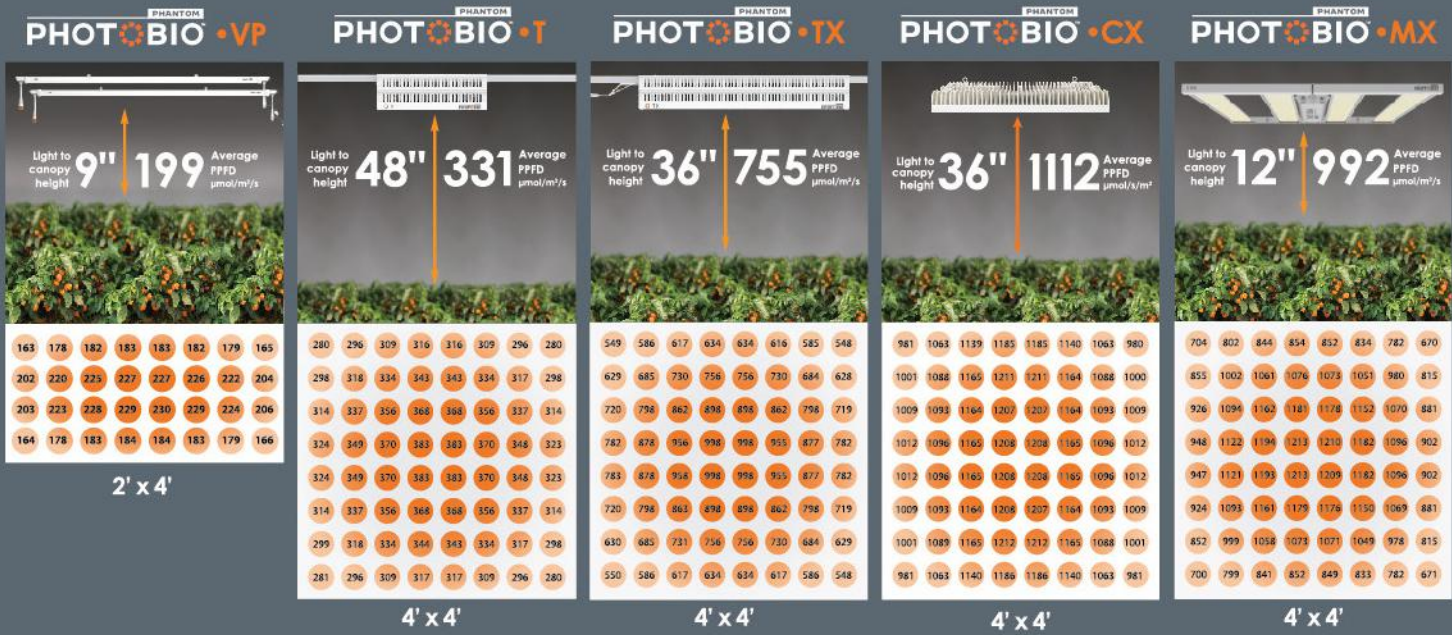 PHANTOM
PHOTOBIO •VP
Light to
canopy
height
9"
199
Average
PPFD
µmol/m²/s
163 178 182 183 183 182 179 165
202 220 225 227 227 226 222 204
203 223 228 229 230 229 224 206
164 178 183 184 184 183 179 166
2' x 4'
PHANTOM
PHOTOBIO™ •T
Light to
canopy
height
48"
331
Average
PPFD
µmol/m²/s
280 296 309 316 316 309 296 280
298 318 334 343 343 334 317 298
314 337 356 368 368 356 337 314
324 349 370 383 383 370 348 323
324 349 370 383 383 370 348 323
314 337 356 368 368 356 337 314
299 318 334 344 343 334 317 298
281 296 309 317 317 309 296 280
4' x 4'
PHANTOM
PHOTOBIO™ •TX
Light to
canopy
height
36"
755
Average
PPFD
µmol/m²/s
549 586 617 634 634 616 585 548
629 685 730 756 756 730 684 628
720 798 862 898 898 862 798 719
782 878 956 998 998 955 877 782
783 878 958 998 998 955 877 782
720 798 863 898 898 862 798 719
630 685 731 756 756 730 684 629
550 586 617 634 634 617 586 548
4' x 4'
PHANTOM
PHOTOBIO™ •CX
Light to
canopy
height
36"
1112
Average
PPFD
µmol/s/m²
981 1063 1139 1185 1185 1140 1063 980
1001 1088 1165 1211 1211 1164 1088 1000
1009 1093 1164 1207 1207 1164 1093 1009
1012 1096 1165 1208 1208 1165 1096 1012
1012 1096 1165 1208 1208 1165 1096 1012
1009 1093 1164 1208 1207 1164 1093 1009
1001 1089 1165 1212 1212 1165 1088 1001
981 1063 1140 1186 1186 1140 1063 981
4' x 4'
PHANTOM
PHOTOBIO™ •MX
Light to
canopy
height
12"
992
Average
PPFD
µmol/m²/s
704 802 844 854 852 834 782 670
855 1002 1061 1076 1073 1051 980 815
926 1094 1162 1181 1178 1152 1070 881
948 1122 1194 1213 1210 1182 1096 902
947 1121 1193 1213 1209 1182 1096 902
924 1093 1161 1179 1176 1150 1069 881
852 999 1058 1073 1071 1049 978 815
700 799 841 852 849 833 782 671
4' x 4'